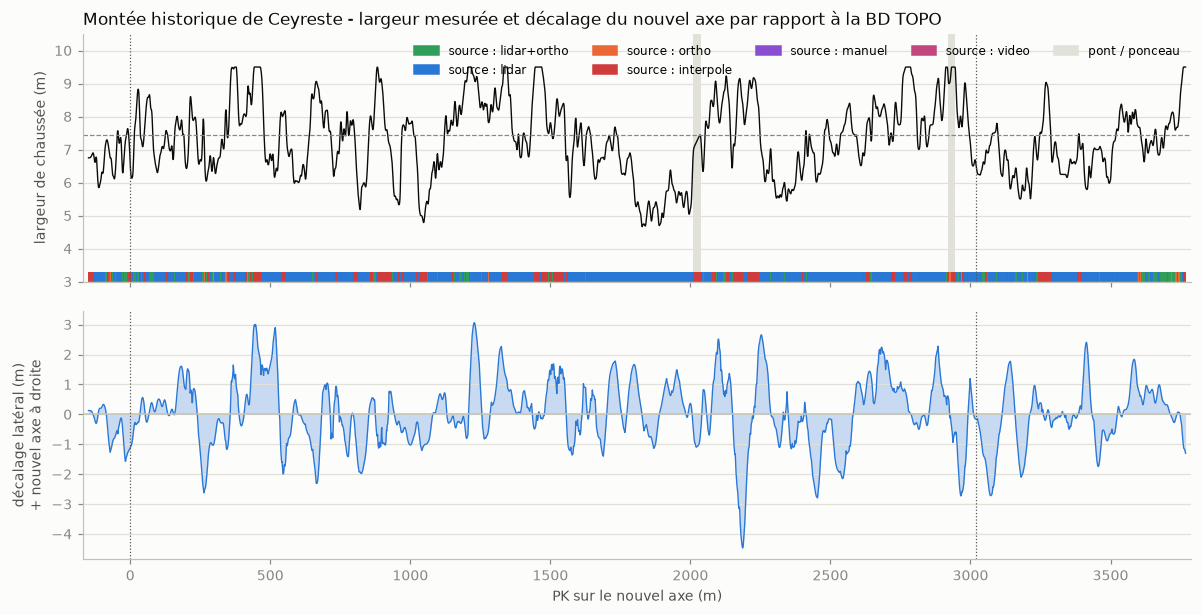 Montée historique de Ceyreste - largeur mesurée et décalage du nouvel axe par rapport à la BD TOPO
source : lidar+ortho
source : ortho
source : manuel
source : video
pont / ponceau
source : lidar
source : interpole
largeur de chaussée (m)
10
9
8
7
6
5
4
3
décalage latéral (m)
+ nouvel axe à droite
3
2
1
0
−1
−2
−3
−4
0
500
1000
1500
2000
2500
3000
3500
PK sur le nouvel axe (m)